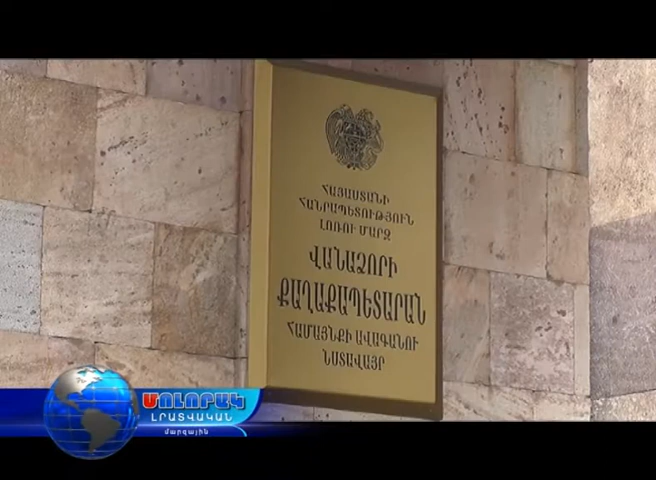 ՀԱՅԱՍՏԱՆԻ
ՀԱՆՐԱՊԵՏՈՒԹՅՈՒՆ
ԼՈՌՈՒ ՄԱՐԶ
ՎԱՆԱՁՈՐԻ
ՔԱՂԱՔԱՊԵՏԱՐԱՆ
ՀԱՄԱՅՆՔԻ ԱՎԱԳԱՆՈՒ
ՆՍՏԱՎԱՅՐ
ՄՈԼՈՐԱԿ
ԼՐԱՏՎԱԿԱՆ
մարզային